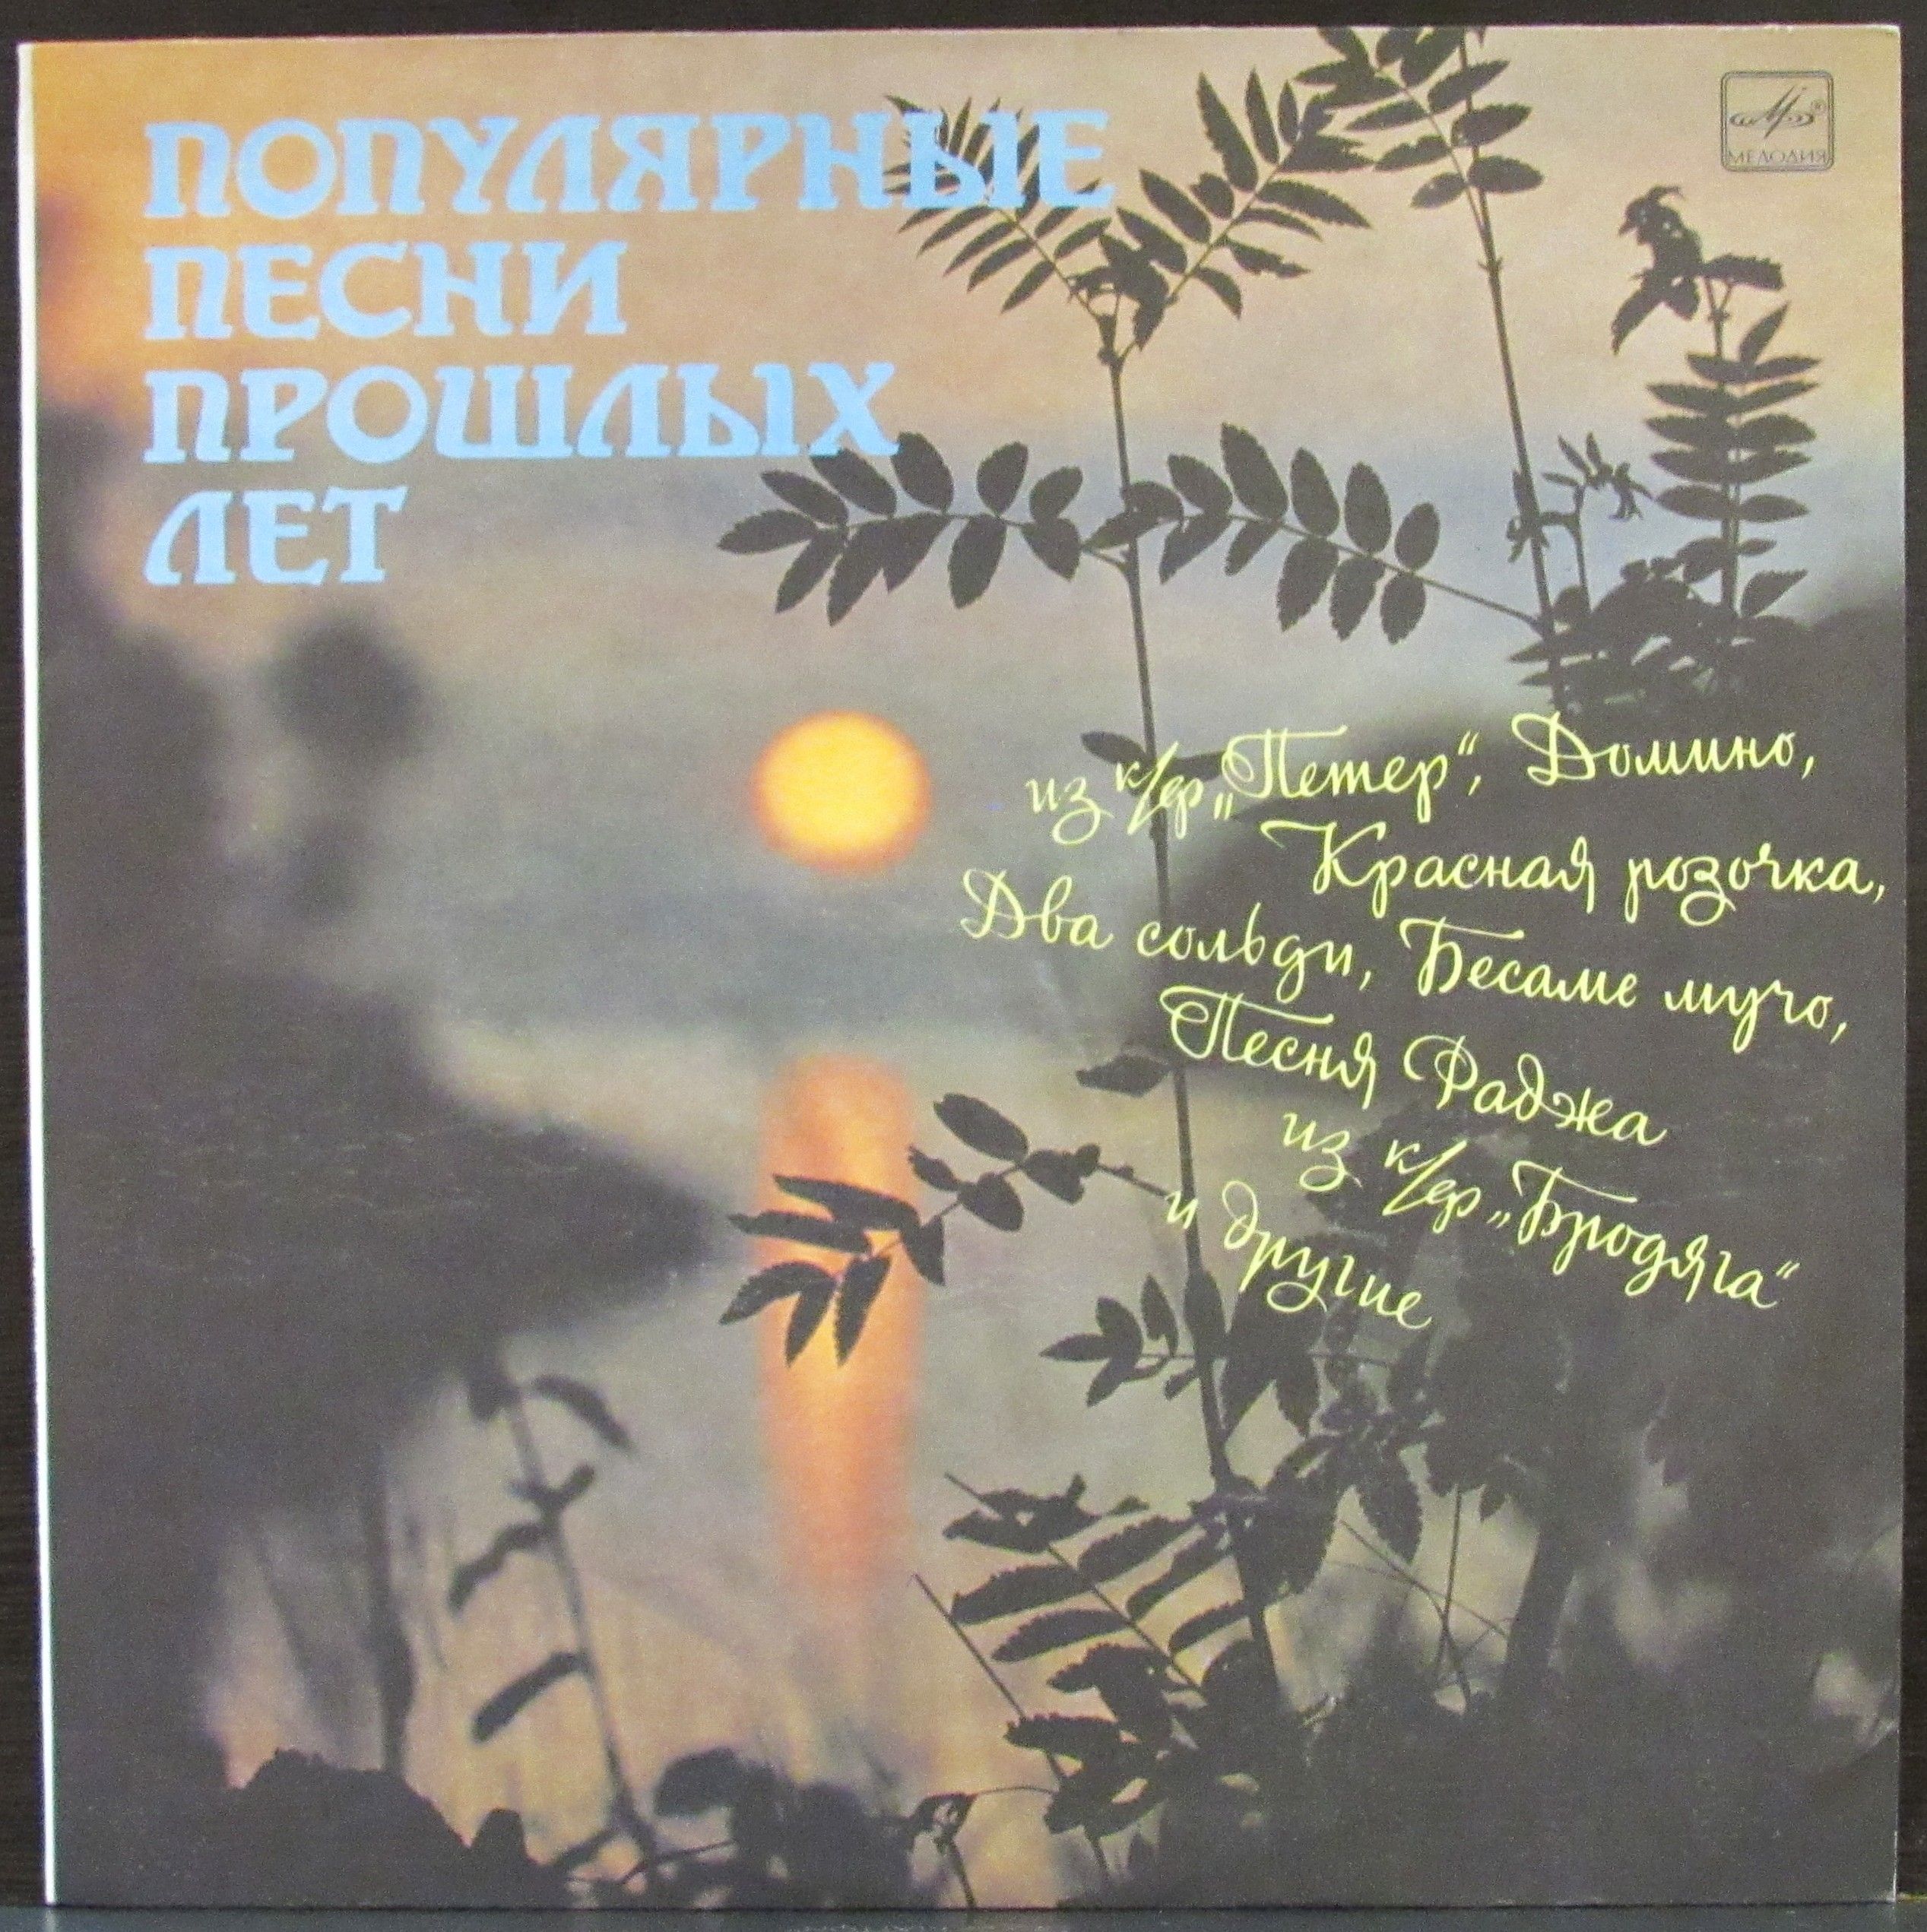 ПОПУЛЯРНЫЕ
ПЕСНИ
ПРОШЛЫХ
ЛЕТ
МЕЛОДИЯ
из к/ф „Петер“, Домино,
Красная розочка,
Два сольди, Бесаме мучо,
Песня Раджа
из к/ф „Бродяга“
и другие